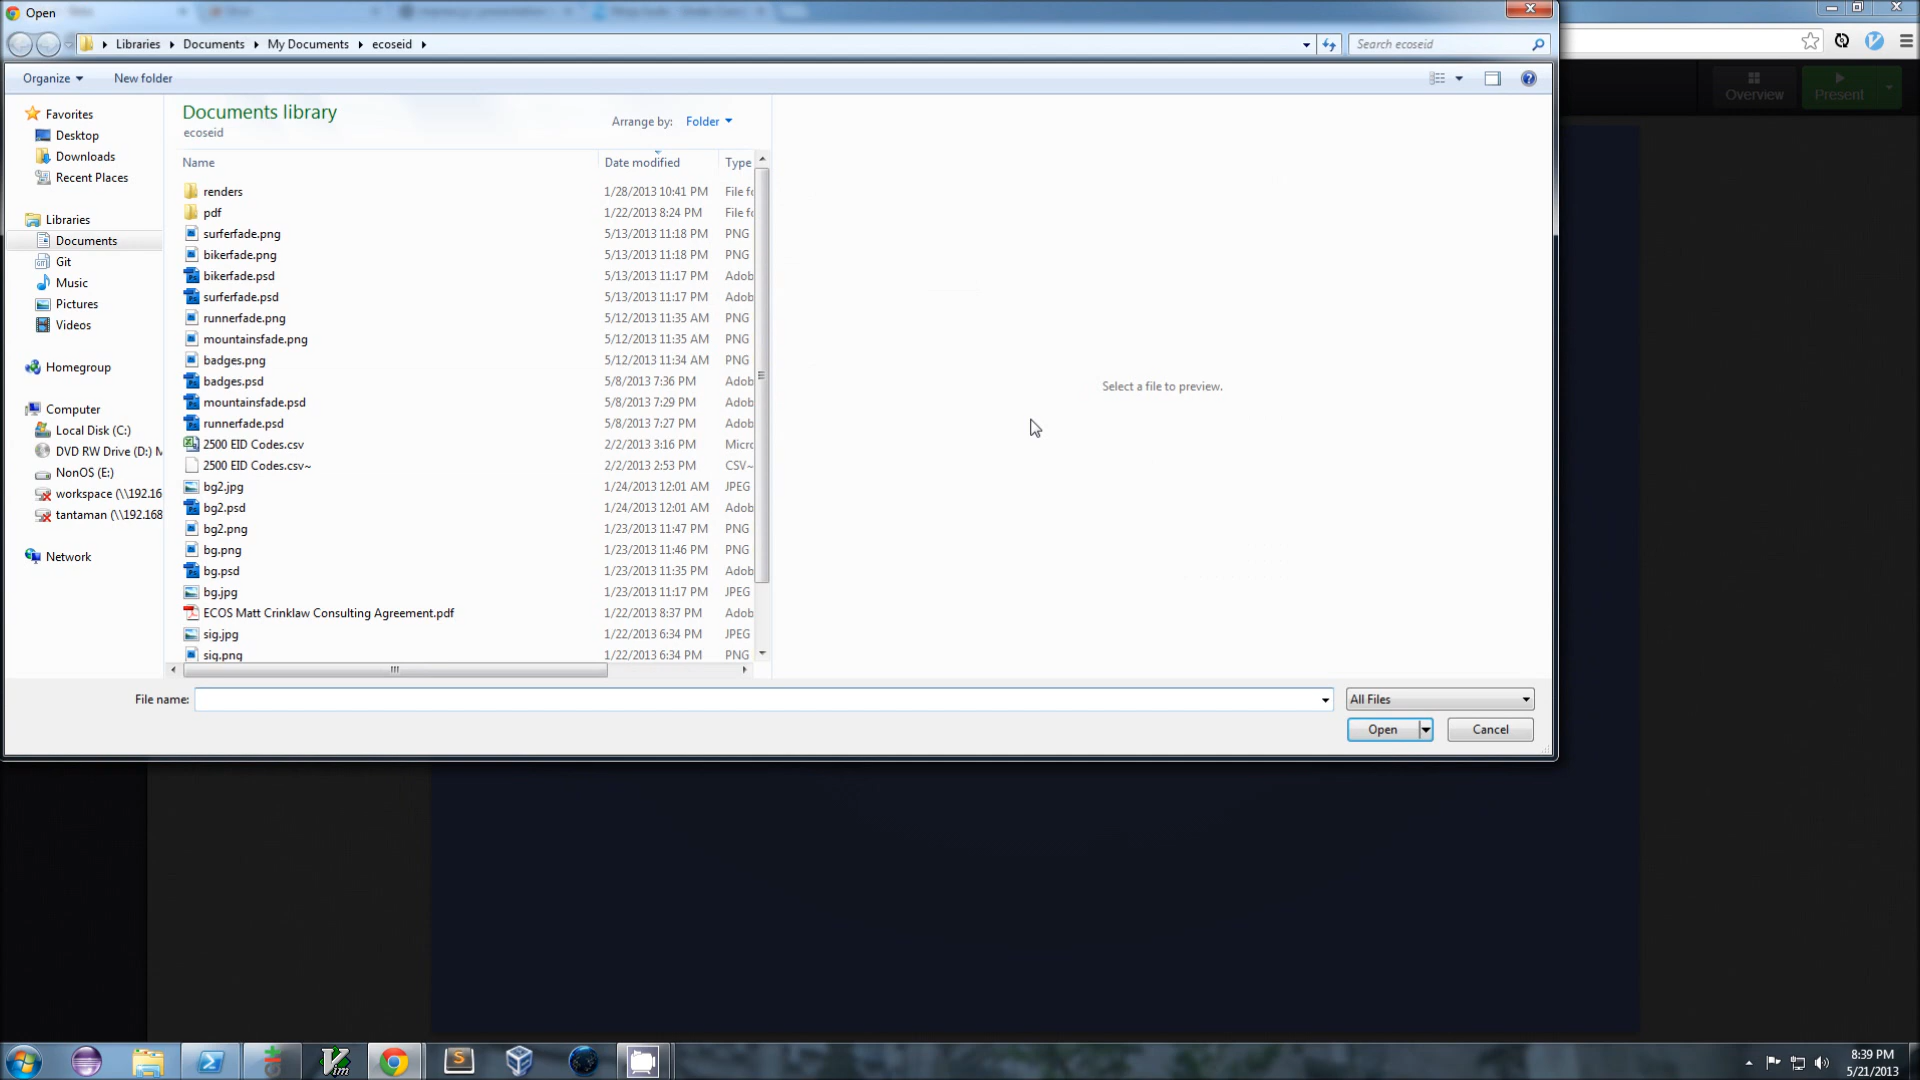 Open
Libraries Documents My Documents ecoseid
Search ecoseid
Organize
New folder
Overview
Present
Favorites
Desktop
Downloads
Recent Places
Libraries
Documents
Git
Music
Pictures
Videos
Homegroup
Computer
Local Disk (C:)
DVD RW Drive (D:) M
NonOS (E:)
workspace (\\192.16
tantaman (\\192.168
Network
Documents library
ecoseid
Arrange by: Folder
Name Date modified Type
renders 1/28/2013 10:41 PM File fo
pdf 1/22/2013 8:24 PM File fo
surferfade.png 5/13/2013 11:18 PM PNG
bikerfade.png 5/13/2013 11:18 PM PNG
bikerfade.psd 5/13/2013 11:17 PM Adob
surferfade.psd 5/13/2013 11:17 PM Adob
runnerfade.png 5/12/2013 11:35 AM PNG
mountainsfade.png 5/12/2013 11:35 AM PNG
badges.png 5/12/2013 11:34 AM PNG
badges.psd 5/8/2013 7:36 PM Adob
mountainsfade.psd 5/8/2013 7:29 PM Adob
runnerfade.psd 5/8/2013 7:27 PM Adob
2500 EID Codes.csv 2/2/2013 3:16 PM Micro
2500 EID Codes.csv~ 2/2/2013 2:53 PM CSV~
bg2.jpg 1/24/2013 12:01 AM JPEG
bg2.psd 1/24/2013 12:01 AM Adob
bg2.png 1/23/2013 11:47 PM PNG
bg.png 1/23/2013 11:46 PM PNG
bg.psd 1/23/2013 11:35 PM Adob
bg.jpg 1/23/2013 11:17 PM JPEG
ECOS Matt Crinklaw Consulting Agreement.pdf 1/22/2013 8:37 PM Adob
sig.jpg 1/22/2013 6:34 PM JPEG
sig.png 1/22/2013 6:34 PM PNG
Select a file to preview.
File name:
All Files
Open
Cancel
8:39 PM
5/21/2013